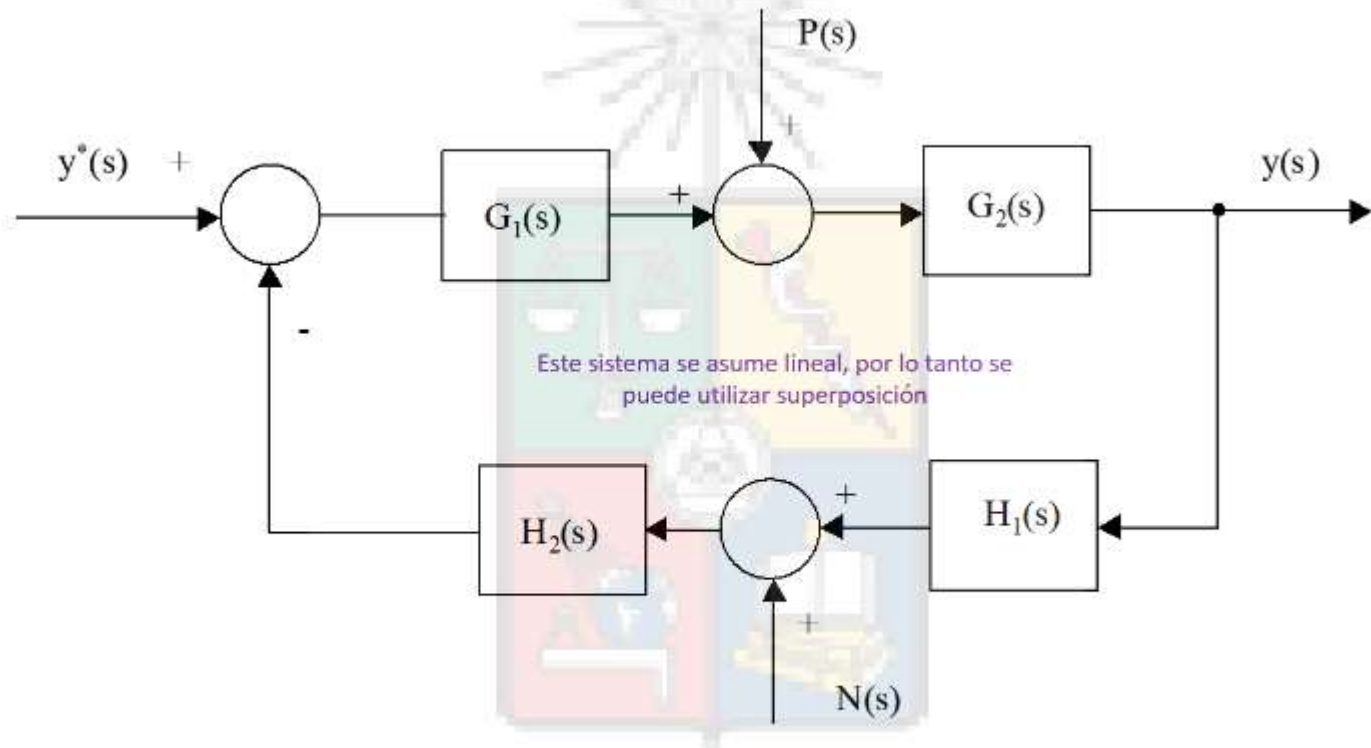 P(s)
+
y*(s) +
G₁(s)
+
G₂(s)
y(s)
-
Este sistema se asume lineal, por lo tanto se
puede utilizar superposición
H₂(s)
+
H₁(s)
+
N(s)